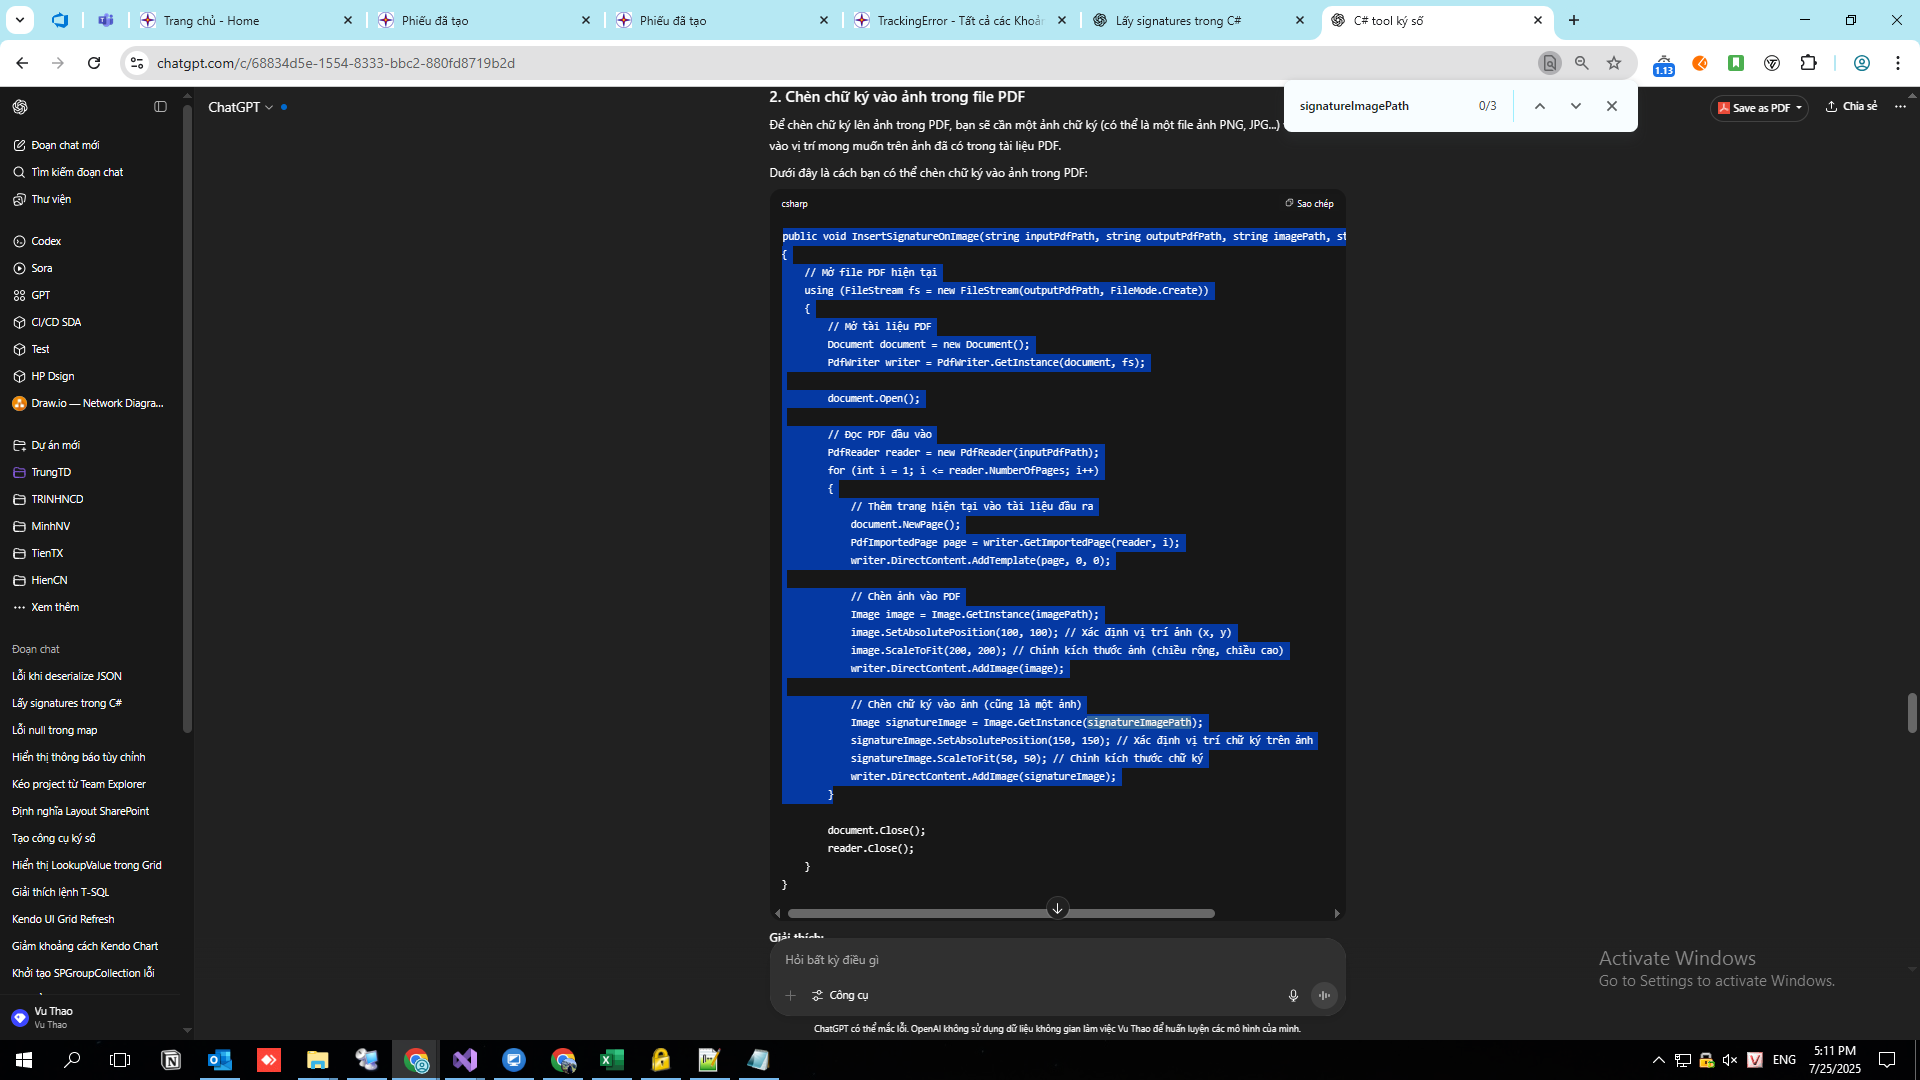 Trang chủ - Home
Phiếu đã tạo
Phiếu đã tạo
TrackingError - Tất cả các Khoản
Lấy signatures trong C#
C# tool ký số
chatgpt.com/c/68834d5e-1554-8333-bbc2-880fd8719b2d
1.13
signatureImagePath
0/3
ChatGPT
Save as PDF
Chia sẻ
Đoạn chat mới
Tìm kiếm đoạn chat
Thư viện
Codex
Sora
GPT
CI/CD SDA
Test
HP Dsign
Draw.io — Network Diagra...
Dự án mới
TrungTD
TRINHNCD
MinhNV
TienTX
HienCN
Xem thêm
Đoạn chat
Lỗi khi deserialize JSON
Lấy signatures trong C#
Lỗi null trong map
Hiển thị thông báo tùy chỉnh
Kéo project từ Team Explorer
Định nghĩa Layout SharePoint
Tạo công cụ ký số
Hiển thị LookupValue trong Grid
Giải thích lệnh T-SQL
Kendo UI Grid Refresh
Giảm khoảng cách Kendo Chart
Khởi tạo SPGroupCollection lỗi
Vu Thao
Vu Thao
2. Chèn chữ ký vào ảnh trong file PDF
Để chèn chữ ký lên ảnh trong PDF, bạn sẽ cần một ảnh chữ ký (có thể là một file ảnh PNG, JPG...)
vào vị trí mong muốn trên ảnh đã có trong tài liệu PDF.
Dưới đây là cách bạn có thể chèn chữ ký vào ảnh trong PDF:
csharp
Sao chép
public void InsertSignatureOnImage(string inputPdfPath, string outputPdfPath, string imagePath, st
{
// Mở file PDF hiện tại
using (FileStream fs = new FileStream(outputPdfPath, FileMode.Create))
{
// Mở tài liệu PDF
Document document = new Document();
PdfWriter writer = PdfWriter.GetInstance(document, fs);
document.Open();
// Đọc PDF đầu vào
PdfReader reader = new PdfReader(inputPdfPath);
for (int i = 1; i <= reader.NumberOfPages; i++)
{
// Thêm trang hiện tại vào tài liệu đầu ra
document.NewPage();
PdfImportedPage page = writer.GetImportedPage(reader, i);
writer.DirectContent.AddTemplate(page, 0, 0);
// Chèn ảnh vào PDF
Image image = Image.GetInstance(imagePath);
image.SetAbsolutePosition(100, 100); // Xác định vị trí ảnh (x, y)
image.ScaleToFit(200, 200); // Chỉnh kích thước ảnh (chiều rộng, chiều cao)
writer.DirectContent.AddImage(image);
// Chèn chữ ký vào ảnh (cũng là một ảnh)
Image signatureImage = Image.GetInstance(signatureImagePath);
signatureImage.SetAbsolutePosition(150, 150); // Xác định vị trí chữ ký trên ảnh
signatureImage.ScaleToFit(50, 50); // Chỉnh kích thước chữ ký
writer.DirectContent.AddImage(signatureImage);
}
document.Close();
reader.Close();
}
}
Giải thích:
Hỏi bất kỳ điều gì
Công cụ
ChatGPT có thể mắc lỗi. OpenAI không sử dụng dữ liệu không gian làm việc Vu Thao để huấn luyện các mô hình của mình.
Activate Windows
Go to Settings to activate Windows.
ENG
5:11 PM
7/25/2025